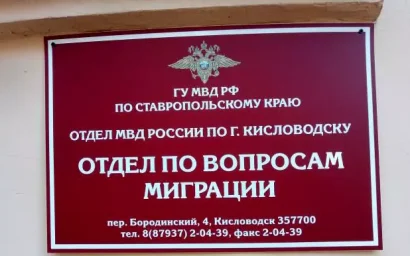 ГУ МВД РФ
ПО СТАВРОПОЛЬСКОМУ КРАЮ
ОТДЕЛ МВД РОССИИ ПО Г. КИСЛОВОДСКУ
ОТДЕЛ ПО ВОПРОСАМ
МИГРАЦИИ
пер. Бородинский, 4, Кисловодск 357700
тел. 8(87937) 2-04-39, факс 2-04-39